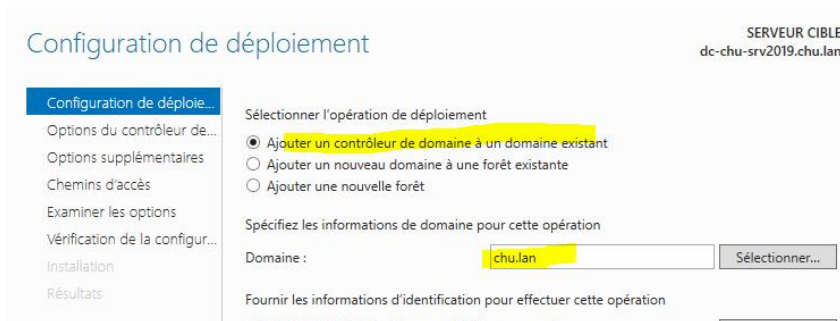 Configuration de déploiement
SERVEUR CIBLE
dc-chu-srv2019.chu.lan
Configuration de déploie...
Options du contrôleur de...
Options supplémentaires
Chemins d'accès
Examiner les options
Vérification de la configur...
Installation
Résultats
Sélectionner l'opération de déploiement
Ajouter un contrôleur de domaine à un domaine existant
Ajouter un nouveau domaine à une forêt existante
Ajouter une nouvelle forêt
Spécifiez les informations de domaine pour cette opération
Domaine :
chu.lan
Sélectionner...
Fournir les informations d'identification pour effectuer cette opération